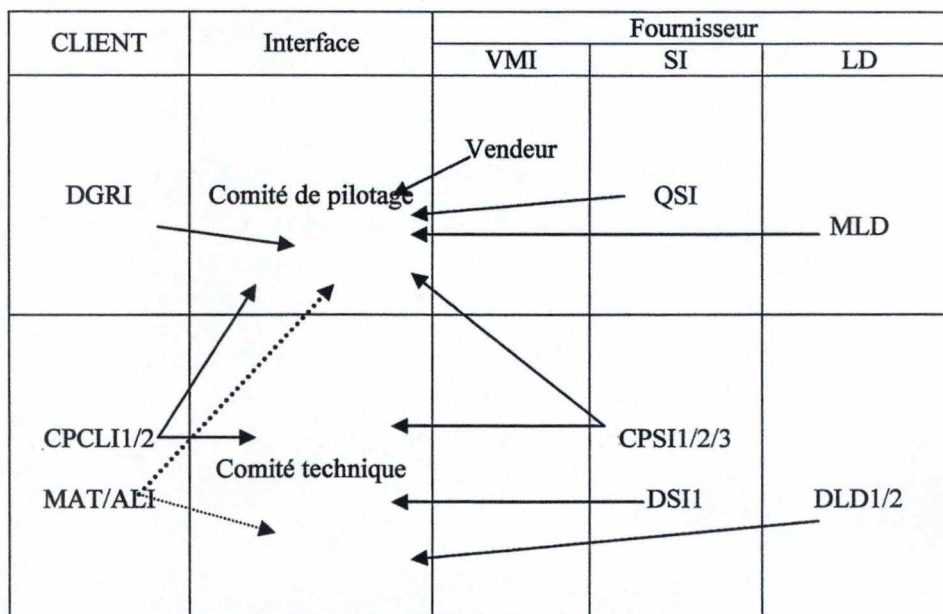 CLIENT Interface Fournisseur
VMI SI LD
Vendeur
DGRI Comité de pilotage QSI
MLD
CPCLI1/2 CPSI1/2/3
Comité technique
MAT/ALI DSI1 DLD1/2